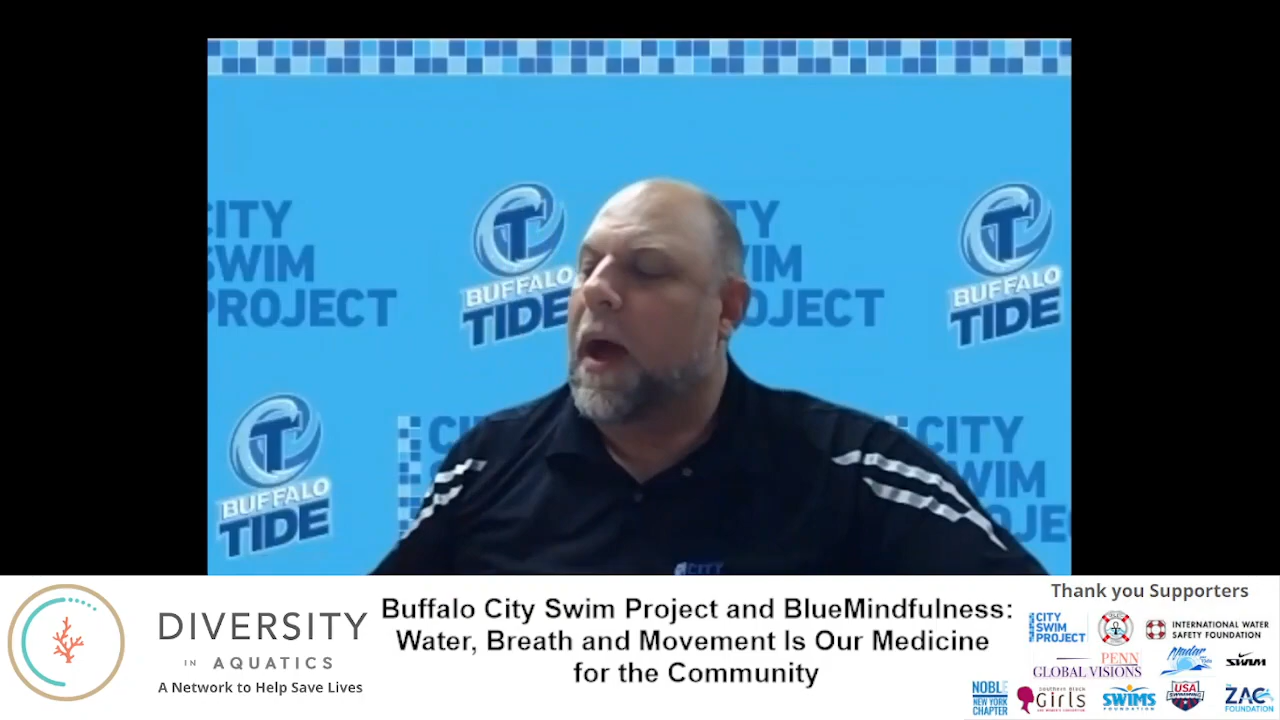 CITY
SWIM
PROJECT
BUFFALO
TIDE
BUFFALO
TIDE
BUFFALO
TIDE
CITY
CITY
Thank you Supporters
DIVERSITY
IN AQUATICS
A Network to Help Save Lives
Buffalo City Swim Project and BlueMindfulness:
Water, Breath and Movement Is Our Medicine
for the Community
CITY
SWIM
PROJECT
INTERNATIONAL WATER
SAFETY FOUNDATION
PENN
GLOBAL VISIONS
SWIM
NOBLE
NEW YORK
CHAPTER
Girls
SWIMS
FOUNDATION
USA
SWIMMING
ZAC
FOUNDATION